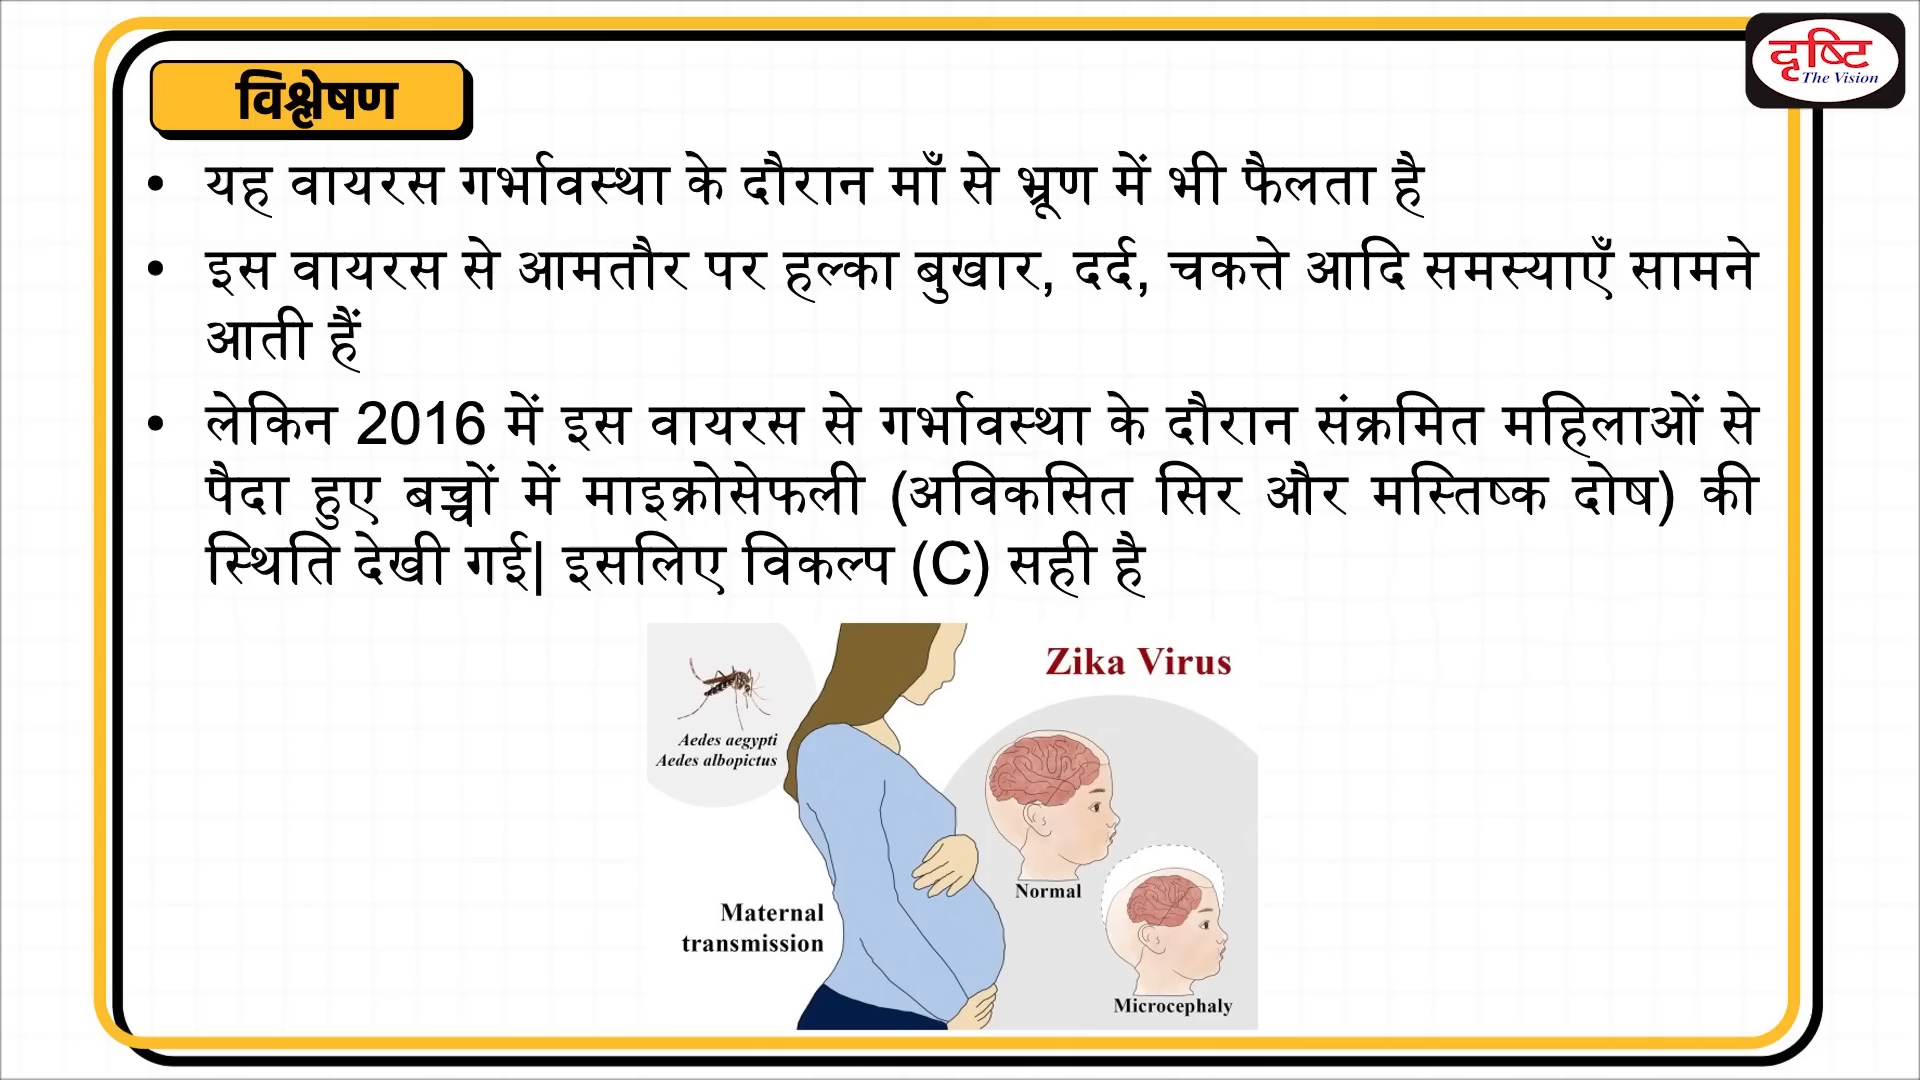 दृष्टि
The Vision
विश्लेषण
• यह वायरस गर्भावस्था के दौरान माँ से भ्रूण में भी फैलता है
• इस वायरस से आमतौर पर हल्का बुखार, दर्द, चकत्ते आदि समस्याएँ सामने
आती हैं
• लेकिन 2016 में इस वायरस से गर्भावस्था के दौरान संक्रमित महिलाओं से
पैदा हुए बच्चों में माइक्रोसेफली (अविकसित सिर और मस्तिष्क दोष) की
स्थिति देखी गई| इसलिए विकल्प (C) सही है
Zika Virus
Aedes aegypti
Aedes albopictus
Normal
Maternal
transmission
Microcephaly